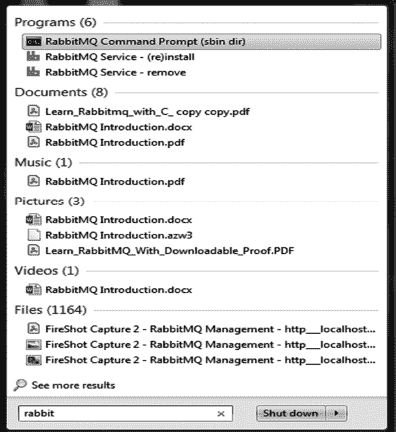 Programs (6)
RabbitMQ Command Prompt (sbin dir)
RabbitMQ Service - (re)install
RabbitMQ Service - remove
Documents (8)
Learn_Rabbitmq_with_C_ copy copy.pdf
RabbitMQ Introduction.docx
RabbitMQ Introduction.pdf
Music (1)
RabbitMQ Introduction.pdf
Pictures (3)
RabbitMQ Introduction.docx
RabbitMQ Introduction.azw3
Learn_RabbitMQ_With_Downloadable_Proof.PDF
Videos (1)
RabbitMQ Introduction.docx
Files (1164)
FireShot Capture 2 - RabbitMQ Management - http___localhost...
FireShot Capture 2 - RabbitMQ Management - http___localhost...
FireShot Capture 2 - RabbitMQ Management - http___localhost...
See more results
rabbit
Shut down